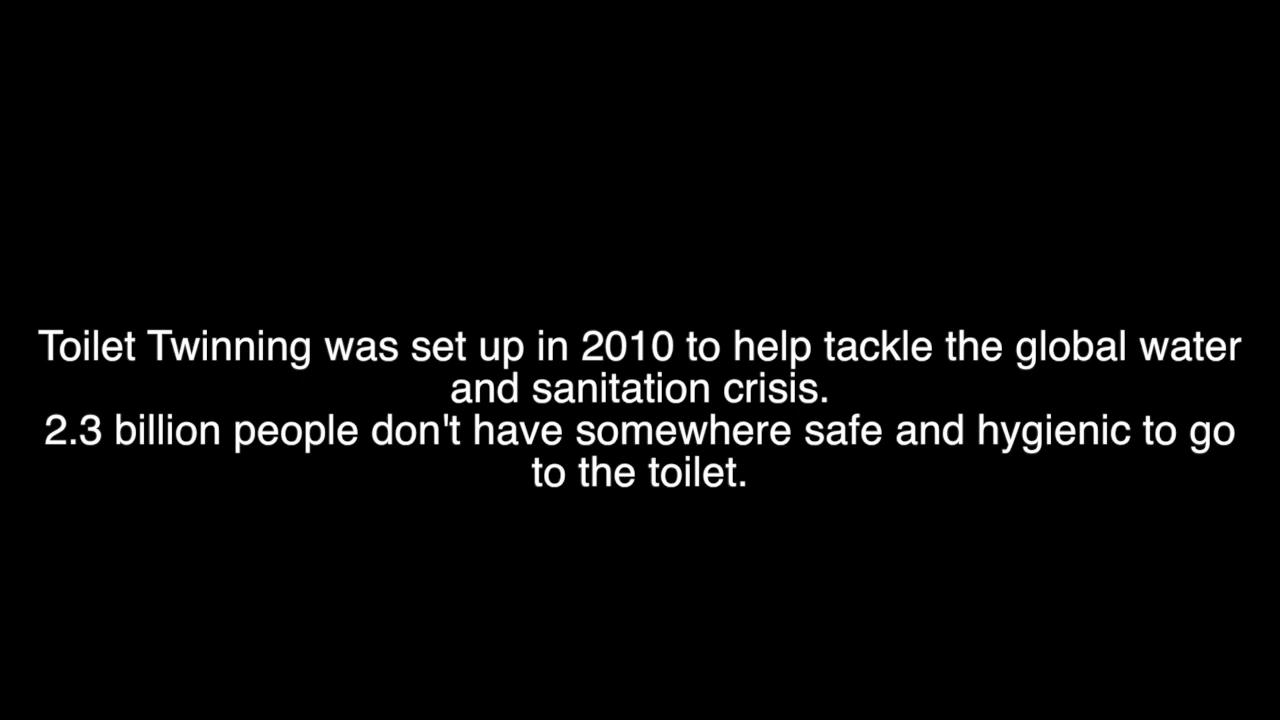 Toilet Twinning was set up in 2010 to help tackle the global water
and sanitation crisis.
2.3 billion people don't have somewhere safe and hygienic to go
to the toilet.